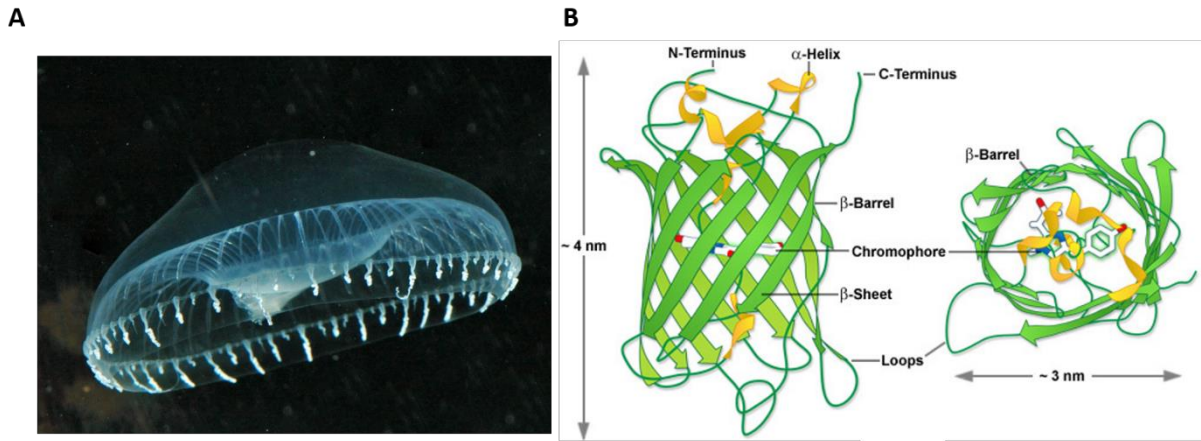 A
B
N-Terminus
α-Helix
C-Terminus
β-Barrel
β-Barrel
~ 4 nm
Chromophore
β-Sheet
Loops
~ 3 nm